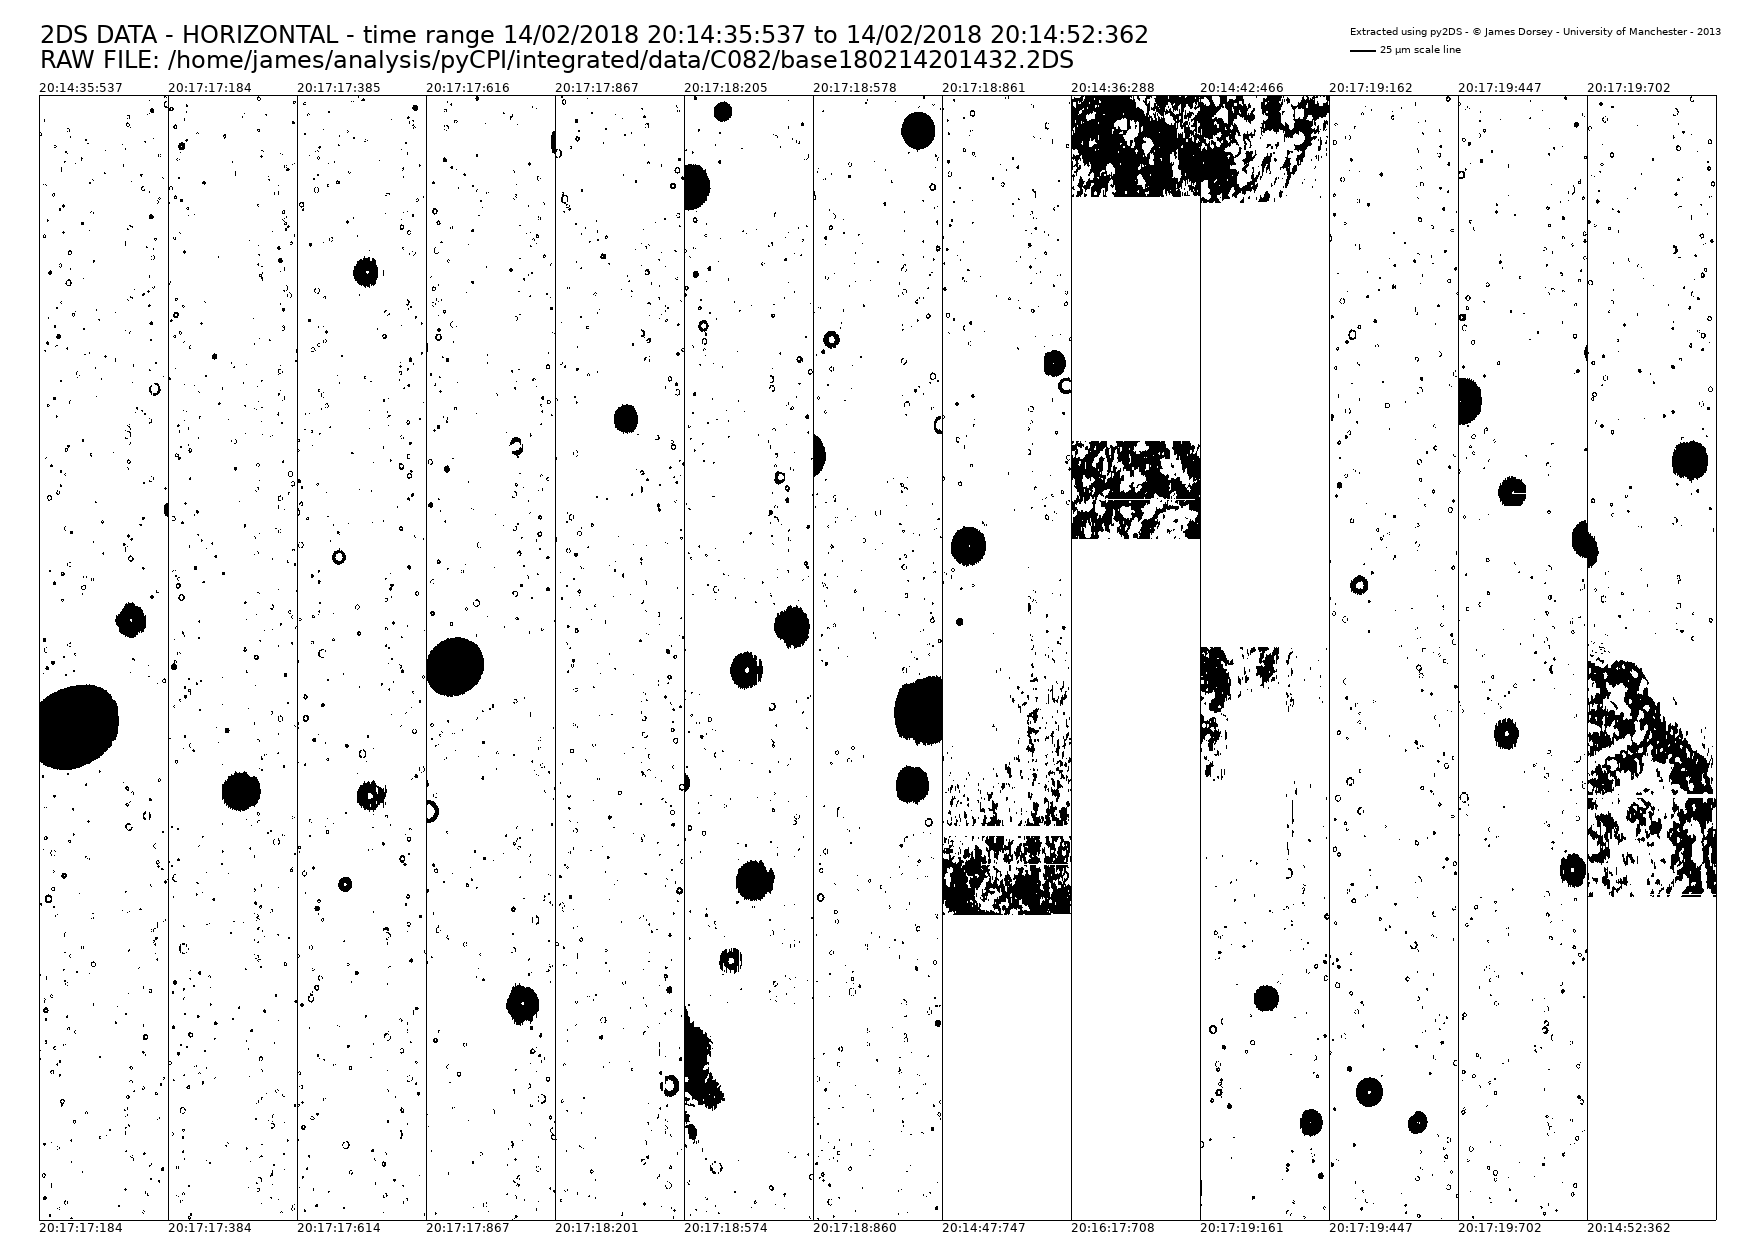 2DS DATA - HORIZONTAL - time range 14/02/2018 20:14:35:537 to 14/02/2018 20:14:52:362
RAW FILE: /home/james/analysis/pyCPI/integrated/data/C082/base180214201432.2DS
Extracted using py2DS - © James Dorsey - University of Manchester - 2013
25 µm scale line
20:14:35:537 20:17:17:184 20:17:17:385 20:17:17:616 20:17:17:867 20:17:18:205 20:17:18:578 20:17:18:861 20:14:36:288 20:14:42:466 20:17:19:162 20:17:19:447 20:17:19:702
20:17:17:184 20:17:17:384 20:17:17:614 20:17:17:867 20:17:18:201 20:17:18:574 20:17:18:860 20:14:47:747 20:16:17:708 20:17:19:161 20:17:19:447 20:17:19:702 20:14:52:362